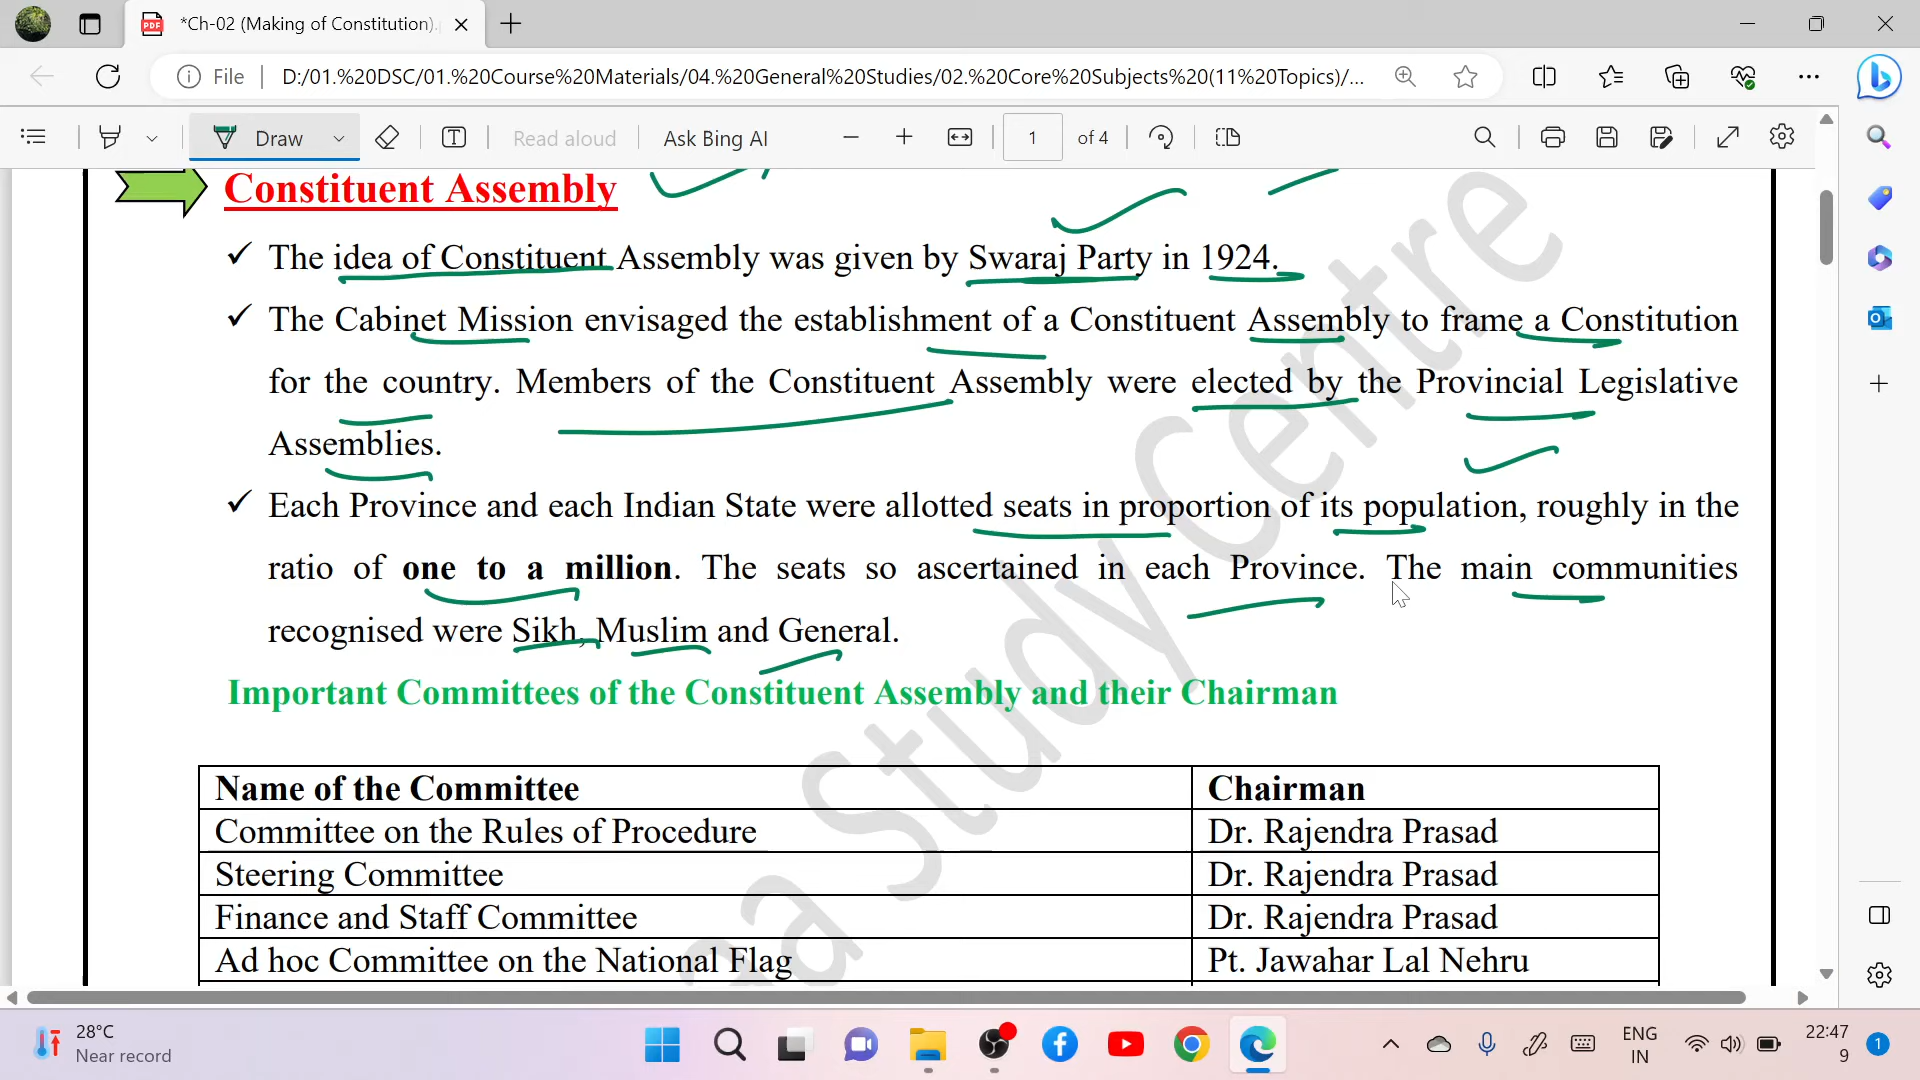 *Ch-02 (Making of Constitution).
File
D:/01.%20DSC/01.%20Course%20Materials/04.%20General%20Studies/02.%20Core%20Subjects%20(11%20Topics)/...
Draw
Read aloud
Ask Bing AI
1
of 4
Constituent Assembly
The idea of Constituent Assembly was given by Swaraj Party in 1924.
The Cabinet Mission envisaged the establishment of a Constituent Assembly to frame a Constitution
for the country. Members of the Constituent Assembly were elected by the Provincial Legislative
Assemblies.
Each Province and each Indian State were allotted seats in proportion of its population, roughly in the
ratio of one to a million. The seats so ascertained in each Province. The main communities
recognised were Sikh, Muslim and General.
Important Committees of the Constituent Assembly and their Chairman
Name of the Committee Chairman
Committee on the Rules of Procedure Dr. Rajendra Prasad
Steering Committee Dr. Rajendra Prasad
Finance and Staff Committee Dr. Rajendra Prasad
Ad hoc Committee on the National Flag Pt. Jawahar Lal Nehru
Study Centre
28°C
Near record
ENG
IN
22:47
9
1